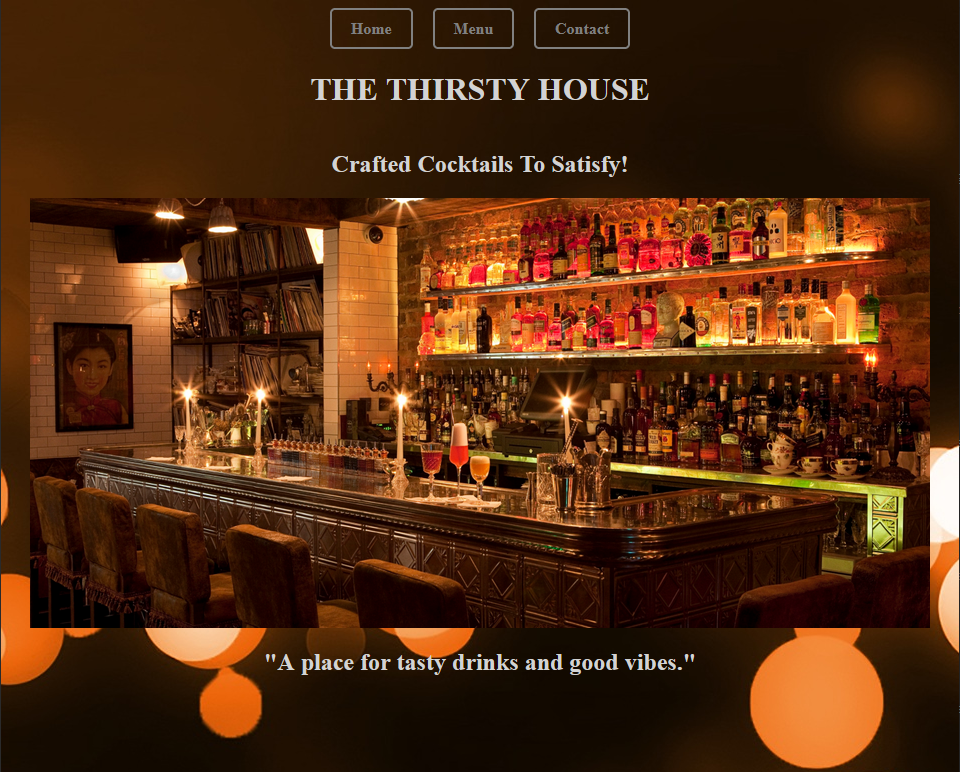 Home Menu Contact
THE THIRSTY HOUSE
Crafted Cocktails To Satisfy!
"A place for tasty drinks and good vibes."